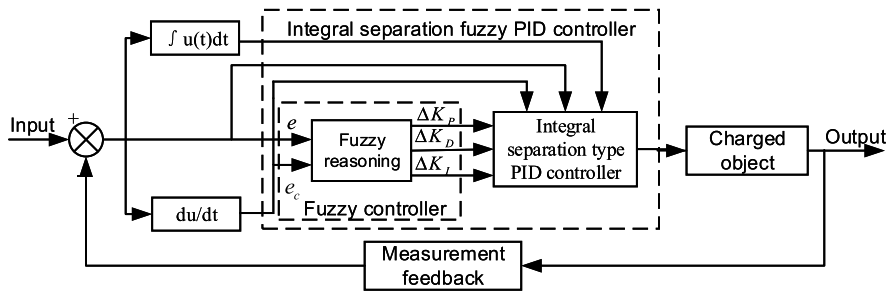 Integral separation fuzzy PID controller
∫ u(t)dt
Input
+
e
Fuzzy
reasoning
ΔK_P
ΔK_D
ΔK_I
Integral
separation type
PID controller
Charged
object
Output
e_c
Fuzzy controller
du/dt
−
Measurement
feedback